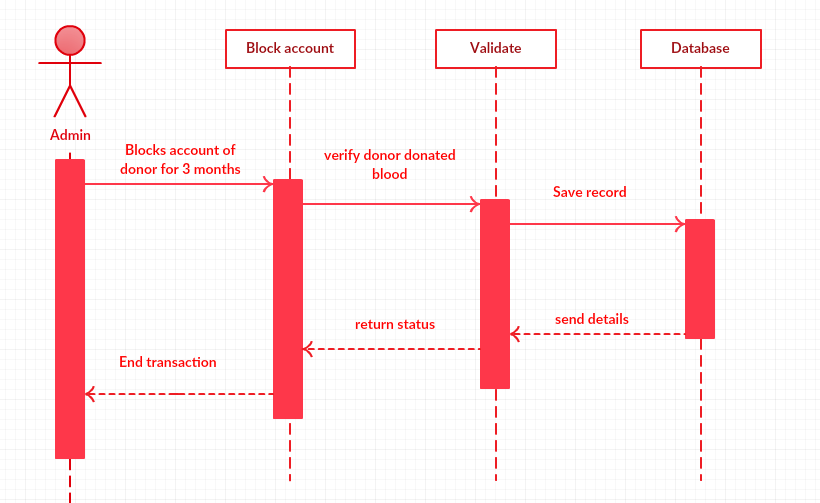 Block account
Validate
Database
Admin
Blocks account of
donor for 3 months
verify donor donated
blood
Save record
send details
return status
End transaction